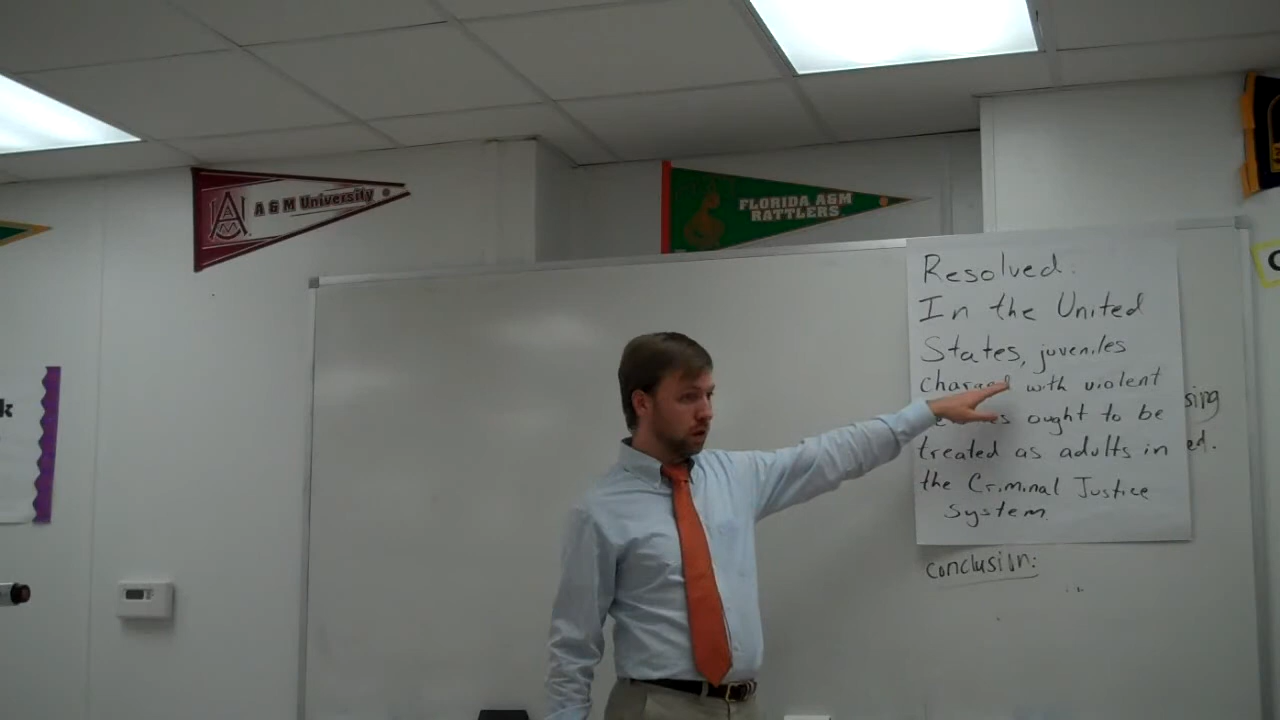 A & M University
FLORIDA A&M
RATTLERS
Resolved:
In the United
States, juveniles
charged with violent
ought to be
treated as adults in
the Criminal Justice
System.
sing
ed.
conclusion:
k